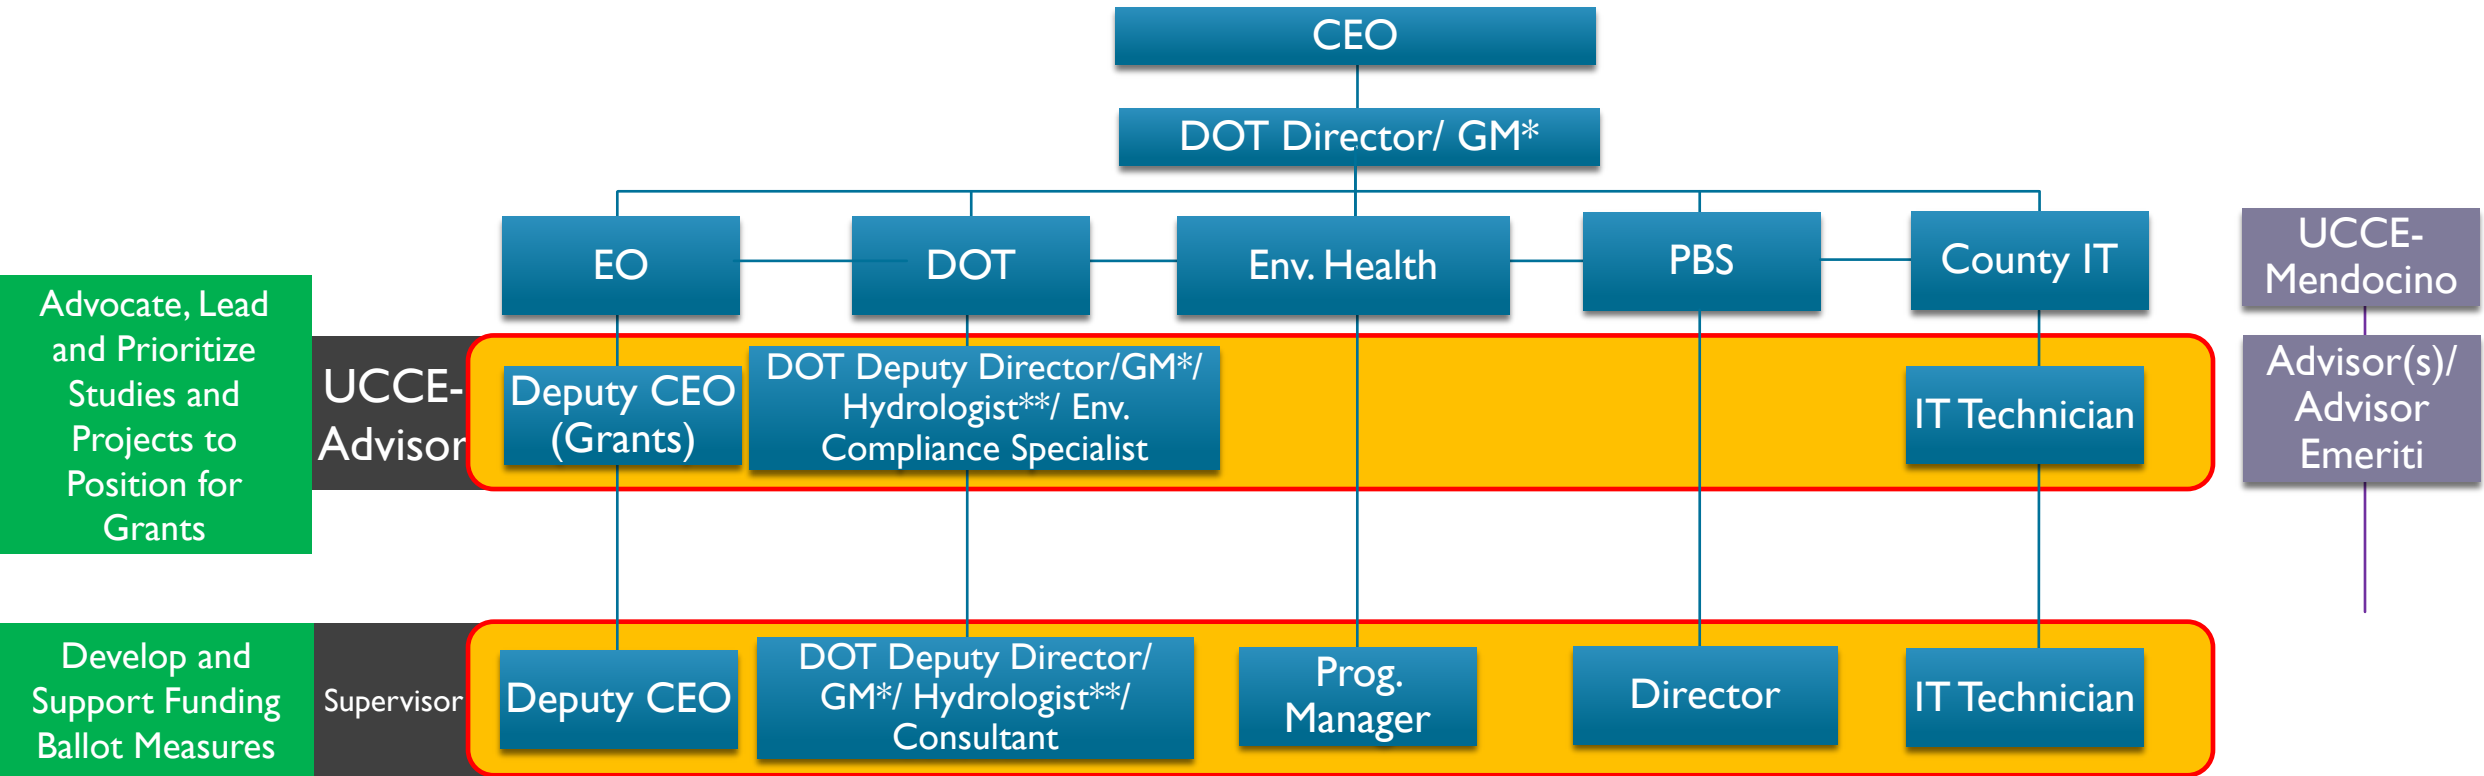 CEO
DOT Director/ GM*
EO
DOT
Env. Health
PBS
County IT
UCCE-
Mendocino
Advocate, Lead
and Prioritize
Studies and
Projects to
Position for
Grants
UCCE-
Advisor
Deputy CEO
(Grants)
DOT Deputy Director/GM*/
Hydrologist**/ Env.
Compliance Specialist
IT Technician
Advisor(s)/
Advisor
Emeriti
Develop and
Support Funding
Ballot Measures
Supervisor
Deputy CEO
DOT Deputy Director/
GM*/ Hydrologist**/
Consultant
Prog.
Manager
Director
IT Technician